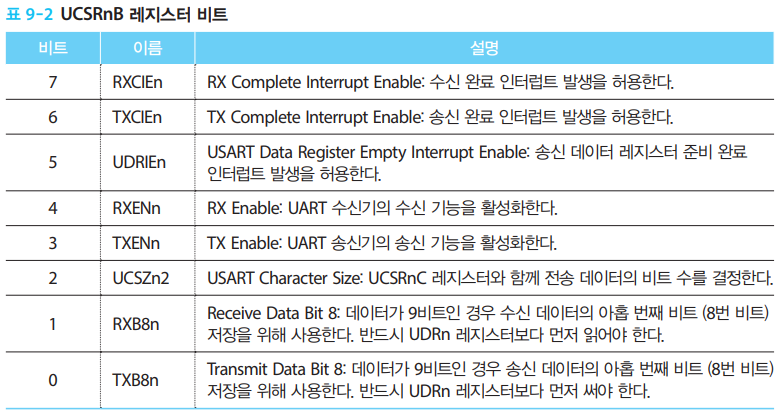 표 9-2 UCSRnB 레지스터 비트
비트 이름 설명
7 RXCIEn RX Complete Interrupt Enable: 수신 완료 인터럽트 발생을 허용한다.
6 TXCIEn TX Complete Interrupt Enable: 송신 완료 인터럽트 발생을 허용한다.
5 UDRIEn USART Data Register Empty Interrupt Enable: 송신 데이터 레지스터 준비 완료
인터럽트 발생을 허용한다.
4 RXENn RX Enable: UART 수신기의 수신 기능을 활성화한다.
3 TXENn TX Enable: UART 송신기의 송신 기능을 활성화한다.
2 UCSZn2 USART Character Size: UCSRnC 레지스터와 함께 전송 데이터의 비트 수를 결정한다.
1 RXB8n Receive Data Bit 8: 데이터가 9비트인 경우 수신 데이터의 아홉 번째 비트 (8번 비트)
저장을 위해 사용한다. 반드시 UDRn 레지스터보다 먼저 읽어야 한다.
0 TXB8n Transmit Data Bit 8: 데이터가 9비트인 경우 송신 데이터의 아홉 번째 비트 (8번 비트)
저장을 위해 사용한다. 반드시 UDRn 레지스터보다 먼저 써야 한다.